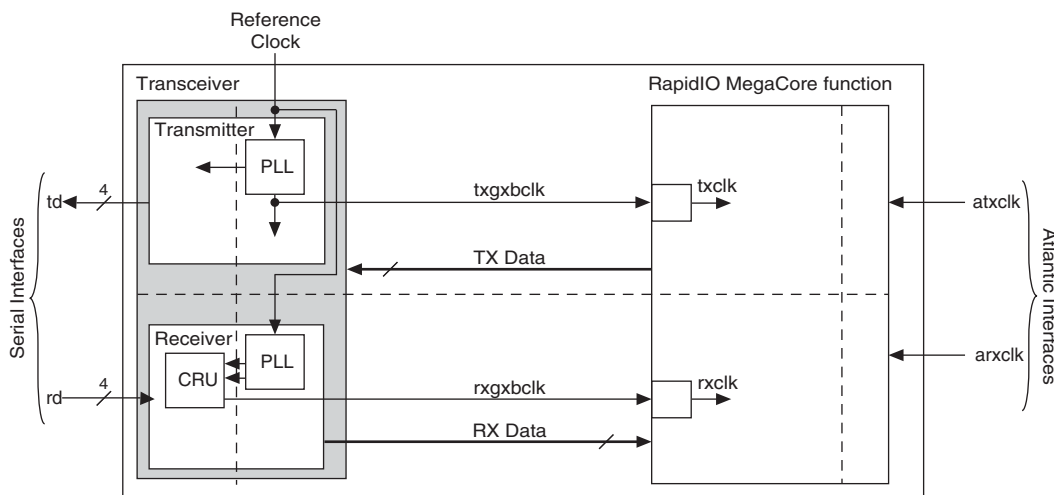 Reference
Clock
Transceiver
RapidIO MegaCore function
Transmitter
PLL
4
td
txgxbclk
txclk
atxclk
TX Data
Serial Interfaces
Atlantic Interfaces
Receiver
PLL
CRU
arxclk
4
rd
rxgxbclk
rxclk
RX Data